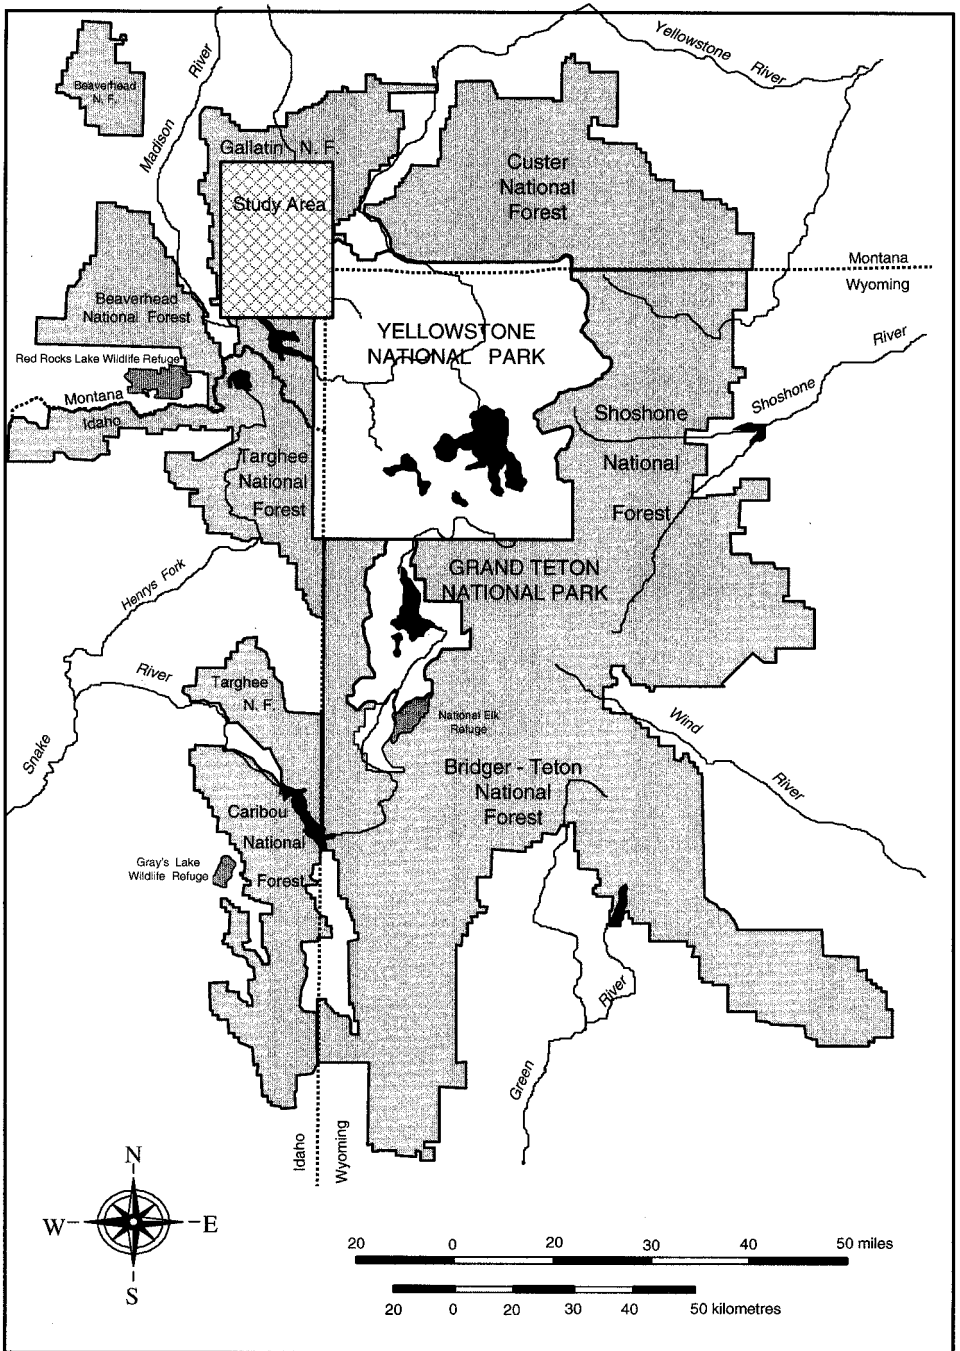 Yellowstone
River
River
Beaverhead
N. F.
Madison
Gallatin N. F.
Custer
National
Forest
Study Area
Montana
Wyoming
Beaverhead
National Forest
YELLOWSTONE
NATIONAL PARK
River
Red Rocks Lake Wildlife Refuge
Montana
Idaho
Shoshone
Shoshone
National
Forest
Targhee
National
Forest
GRAND TETON
NATIONAL PARK
Henrys Fork
River
Snake
Targhee
N. F.
National Elk
Refuge
Wind
River
Bridger - Teton
National
Forest
Caribou
National
Forest
Gray's Lake
Wildlife Refuge
River
Green
Idaho
Wyoming
N
W E
S
20 0 20 30 40 50 miles
20 0 20 30 40 50 kilometres